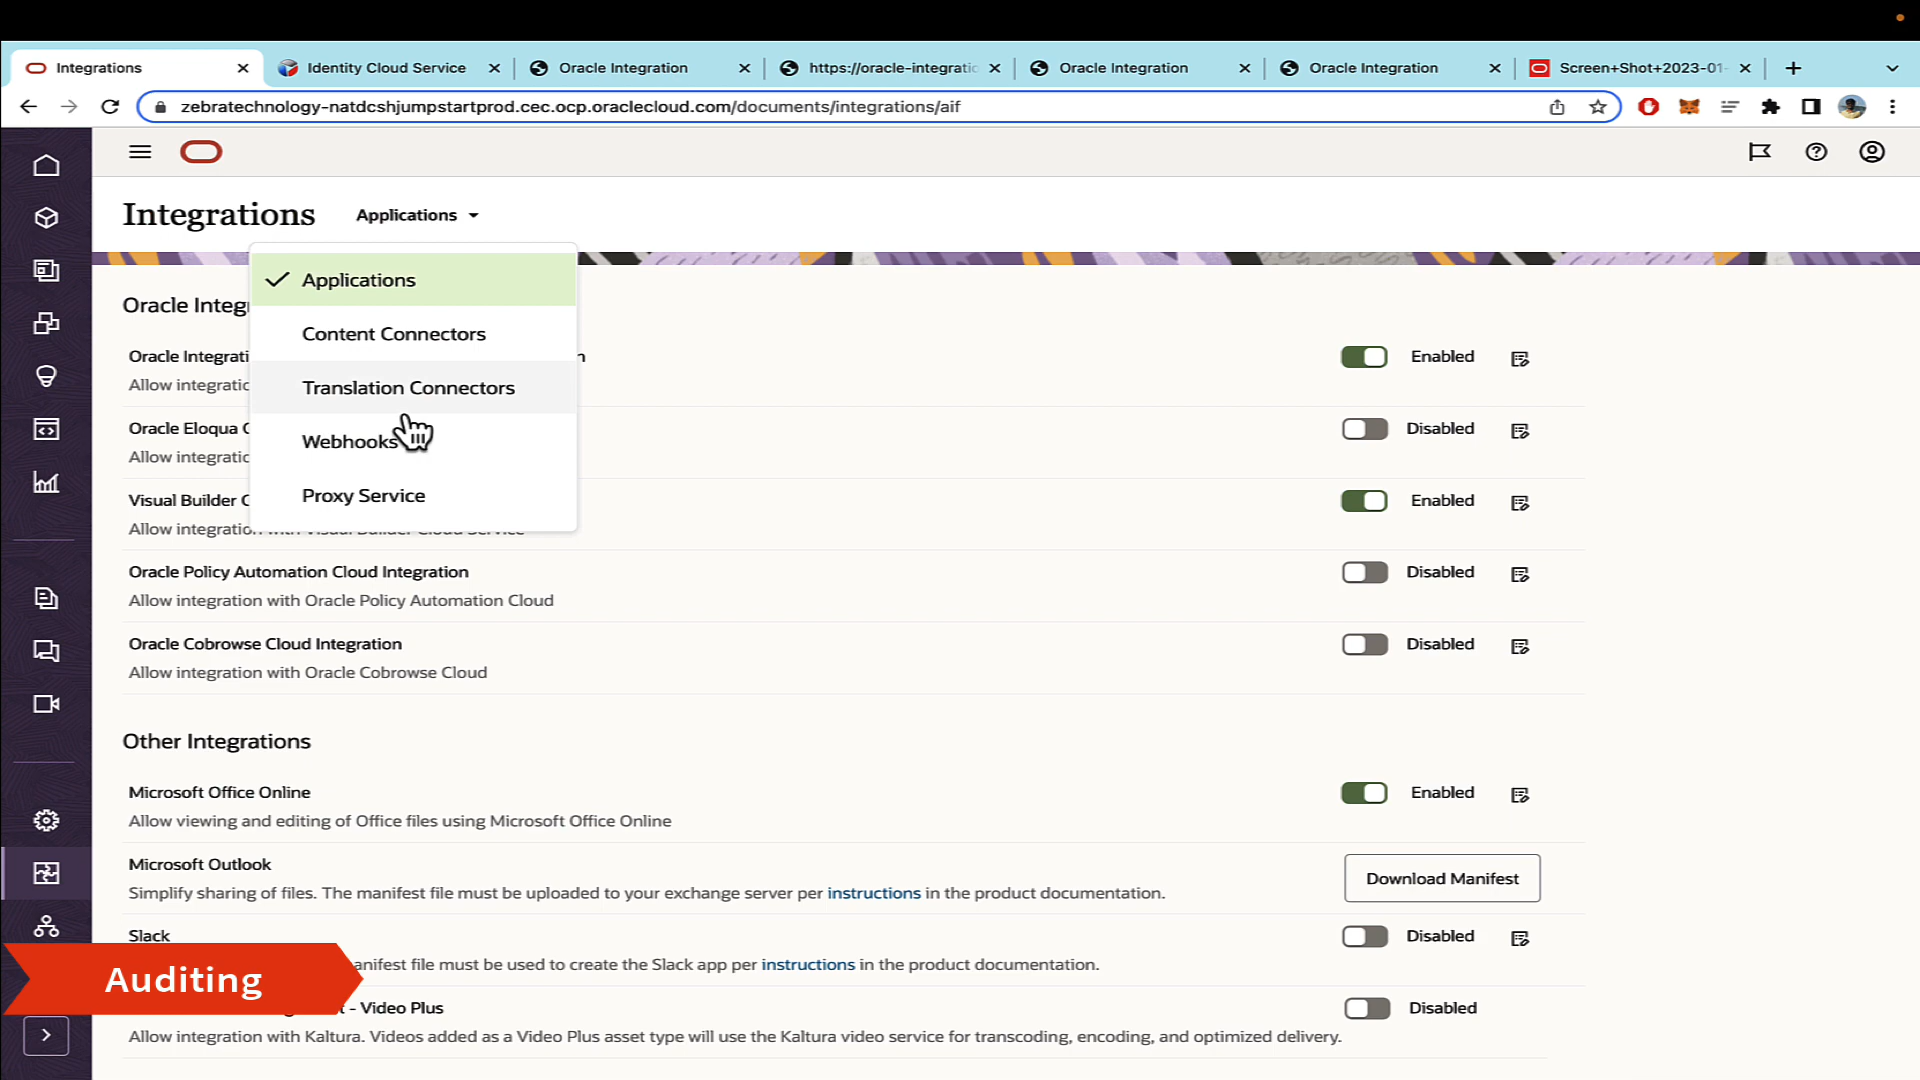 Integrations
Identity Cloud Service
Oracle Integration
https://oracle-integratic
Oracle Integration
Oracle Integration
Screen+Shot+2023-01-
zebratechnology-natdcshjumpstartprod.cec.ocp.oraclecloud.com/documents/integrations/aif
Integrations
Applications
Applications
Content Connectors
Translation Connectors
Webhooks
Proxy Service
Oracle Integ
Oracle Integrati
n
Enabled
Allow integratic
Oracle Eloqua C
Disabled
Allow integratic
Visual Builder C
Enabled
Allow integration with Visual Builder Cloud Service
Oracle Policy Automation Cloud Integration
Disabled
Allow integration with Oracle Policy Automation Cloud
Oracle Cobrowse Cloud Integration
Disabled
Allow integration with Oracle Cobrowse Cloud
Other Integrations
Microsoft Office Online
Enabled
Allow viewing and editing of Office files using Microsoft Office Online
Microsoft Outlook
Download Manifest
Simplify sharing of files. The manifest file must be uploaded to your exchange server per instructions in the product documentation.
Slack
Disabled
anifest file must be used to create the Slack app per instructions in the product documentation.
Auditing
t - Video Plus
Disabled
Allow integration with Kaltura. Videos added as a Video Plus asset type will use the Kaltura video service for transcoding, encoding, and optimized delivery.